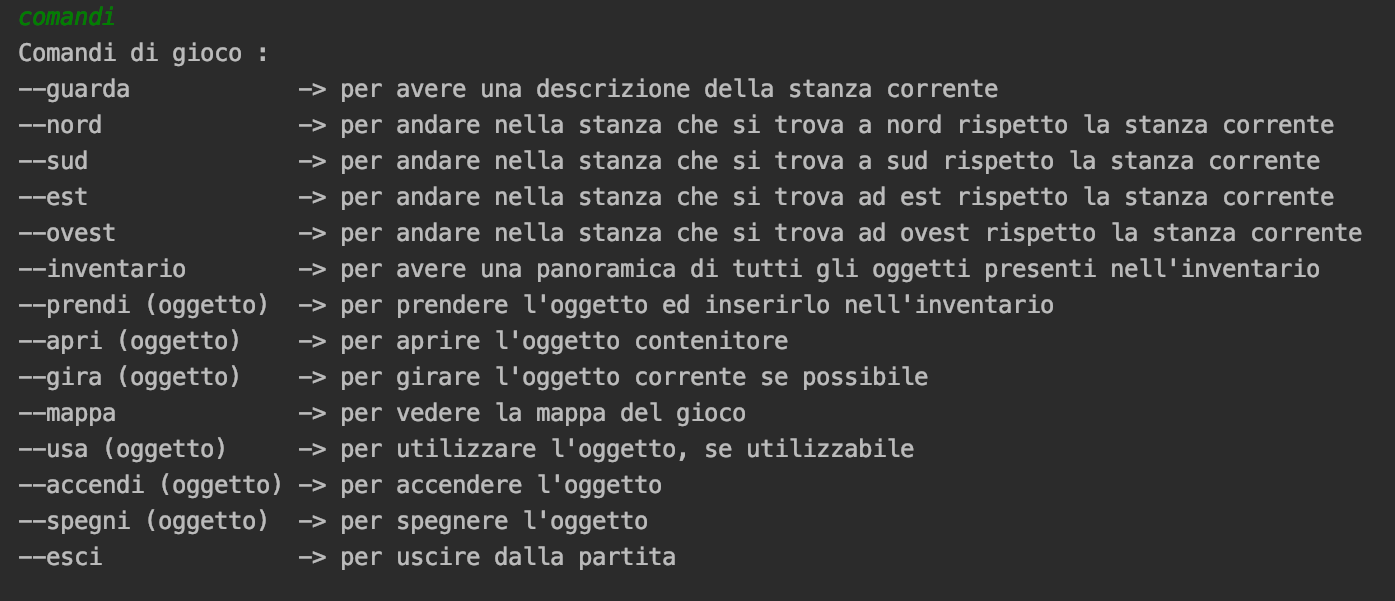 comandi
Comandi di gioco :
--guarda            -> per avere una descrizione della stanza corrente
--nord              -> per andare nella stanza che si trova a nord rispetto la stanza corrente
--sud               -> per andare nella stanza che si trova a sud rispetto la stanza corrente
--est               -> per andare nella stanza che si trova ad est rispetto la stanza corrente
--ovest             -> per andare nella stanza che si trova ad ovest rispetto la stanza corrente
--inventario        -> per avere una panoramica di tutti gli oggetti presenti nell'inventario
--prendi (oggetto)  -> per prendere l'oggetto ed inserirlo nell'inventario
--apri (oggetto)    -> per aprire l'oggetto contenitore
--gira (oggetto)    -> per girare l'oggetto corrente se possibile
--mappa             -> per vedere la mappa del gioco
--usa (oggetto)     -> per utilizzare l'oggetto, se utilizzabile
--accendi (oggetto) -> per accendere l'oggetto
--spegni (oggetto)  -> per spegnere l'oggetto
--esci              -> per uscire dalla partita